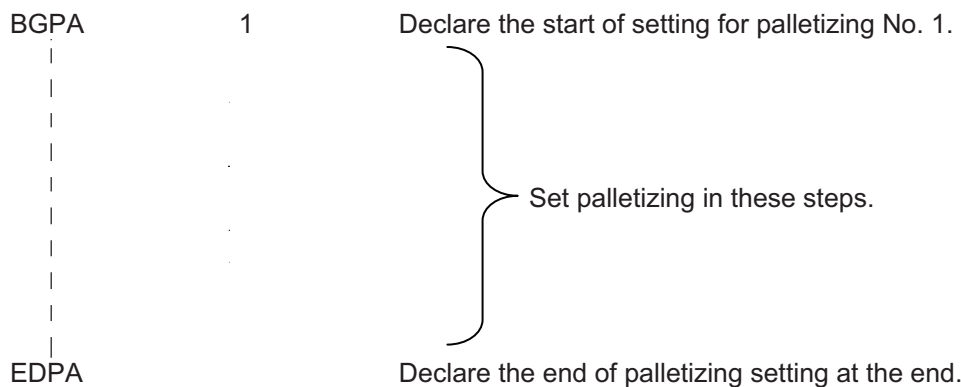 BGPA 1 Declare the start of setting for palletizing No. 1.
Set palletizing in these steps.
EDPA Declare the end of palletizing setting at the end.